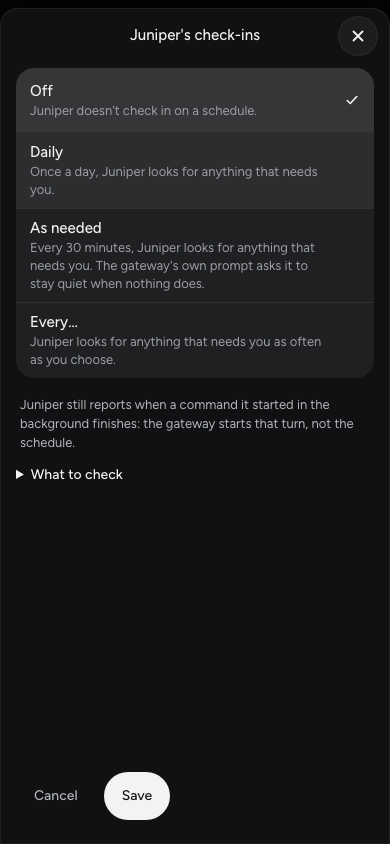 Juniper's check-ins
Off
Juniper doesn't check in on a schedule.
Daily
Once a day, Juniper looks for anything that needs
you.
As needed
Every 30 minutes, Juniper looks for anything that
needs you. The gateway's own prompt asks it to
stay quiet when nothing does.
Every...
Juniper looks for anything that needs you as often
as you choose.
Juniper still reports when a command it started in the
background finishes: the gateway starts that turn, not the
schedule.
What to check
Cancel
Save